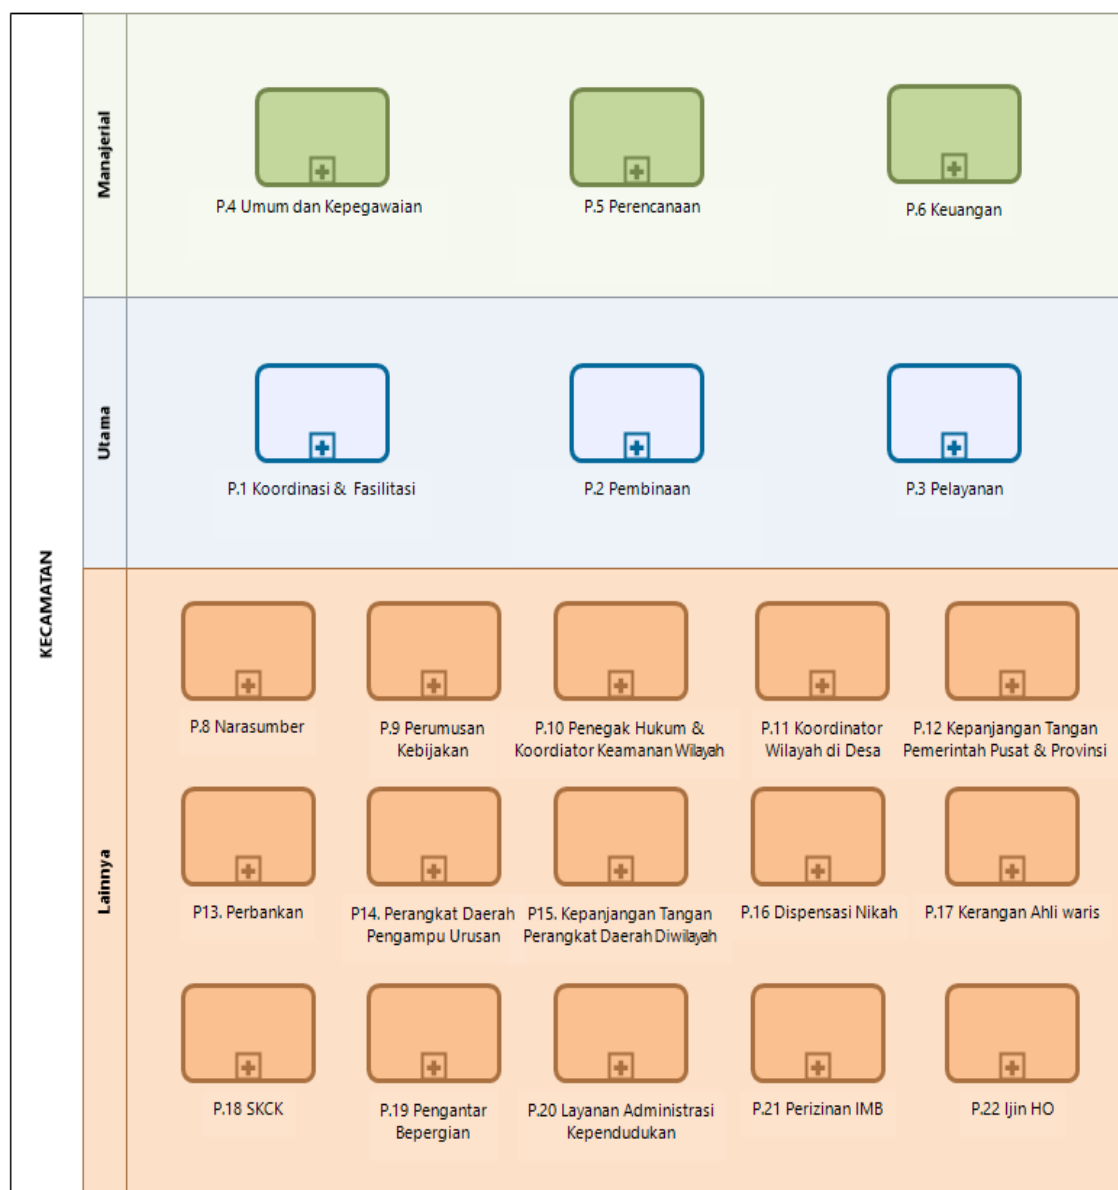 KECAMATAN
Manajerial
P.4 Umum dan Kepegawaian
P.5 Perencanaan
P.6 Keuangan
Utama
P.1 Koordinasi & Fasilitasi
P.2 Pembinaan
P.3 Pelayanan
Lainnya
P.8 Narasumber
P.9 Perumusan
Kebijakan
P.10 Penegak Hukum &
Koordiator Keamanan Wilayah
P.11 Koordinator
Wilayah di Desa
P.12 Kepanjangan Tangan
Pemerintah Pusat & Provinsi
P13. Perbankan
P14. Perangkat Daerah
Pengampu Urusan
P15. Kepanjangan Tangan
Perangkat Daerah Diwilayah
P.16 Dispensasi Nikah
P.17 Kerangan Ahli waris
P.18 SKCK
P.19 Pengantar
Bepergian
P.20 Layanan Administrasi
Kependudukan
P.21 Perizinan IMB
P.22 Ijin HO